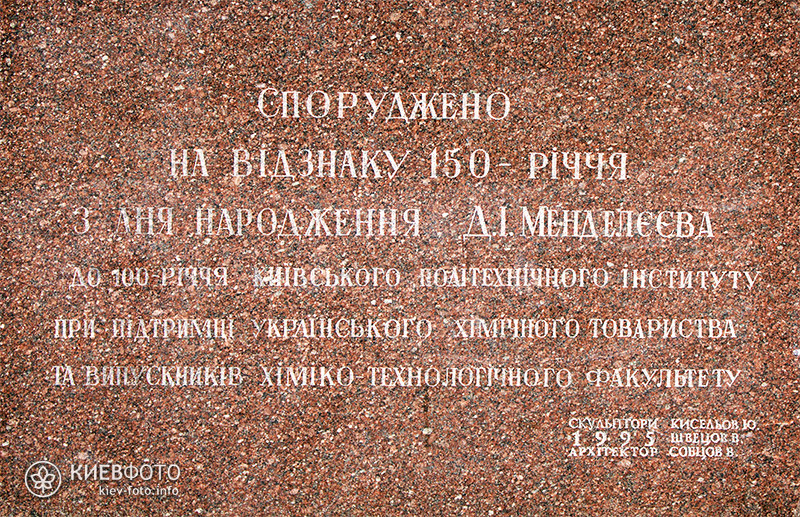 СПОРУДЖЕНО
НА ВІДЗНАКУ 150-РІЧЧЯ
З ДНЯ НАРОДЖЕННЯ Д.І. МЕНДЕЛЄЄВА
ДО 100-РІЧЧЯ КИЇВСЬКОГО ПОЛІТЕХНІЧНОГО ІНСТИТУТУ
ПРИ ПІДТРИМЦІ УКРАЇНСЬКОГО ХІМІЧНОГО ТОВАРИСТВА
ТА ВИПУСКНИКІВ ХІМІКО-ТЕХНОЛОГІЧНОГО ФАКУЛЬТЕТУ
СКУЛЬПТОРИ КИСЕЛЬОВ Ю.
1995 ШВЕЦОВ В.
АРХІТЕКТОР СОБЦОВ В.
КИЕВФОТО
kiev-foto.info